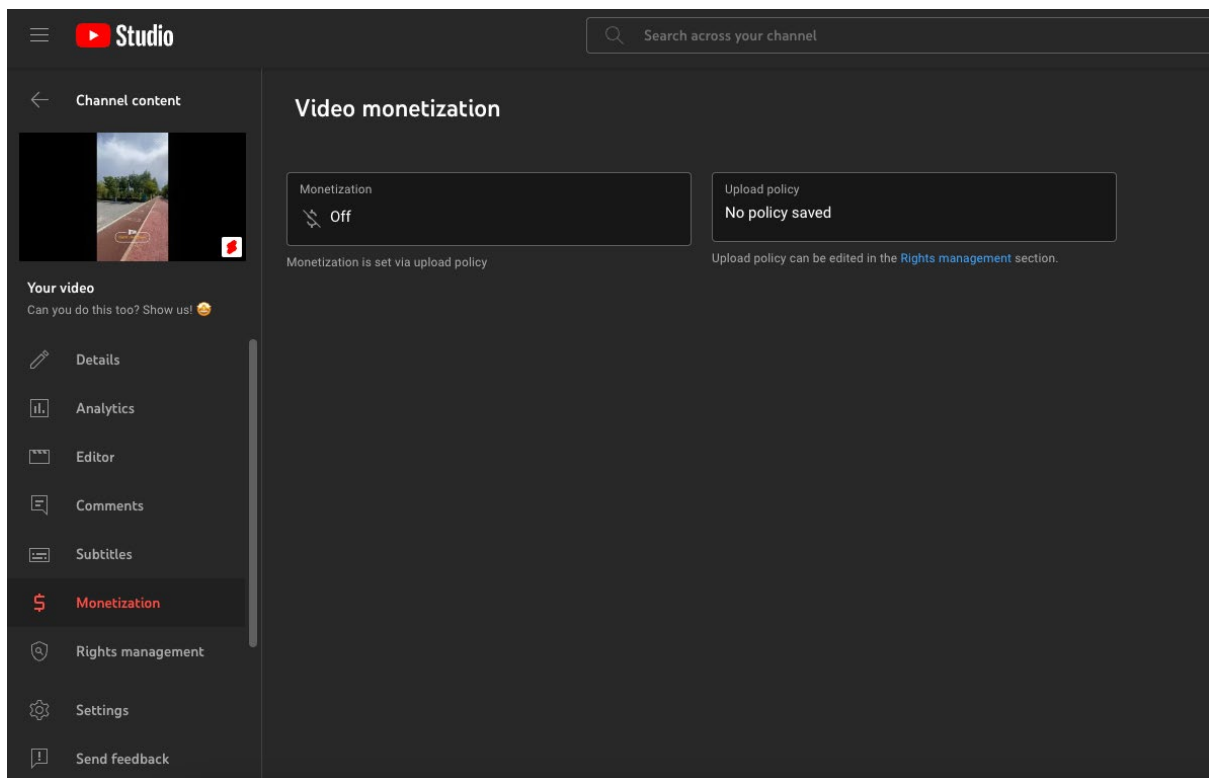 Studio
Search across your channel
Channel content
Video monetization
Monetization
Off
Monetization is set via upload policy
Upload policy
No policy saved
Upload policy can be edited in the Rights management section.
Your video
Can you do this too? Show us! 🤩
Details
Analytics
Editor
Comments
Subtitles
Monetization
Rights management
Settings
Send feedback